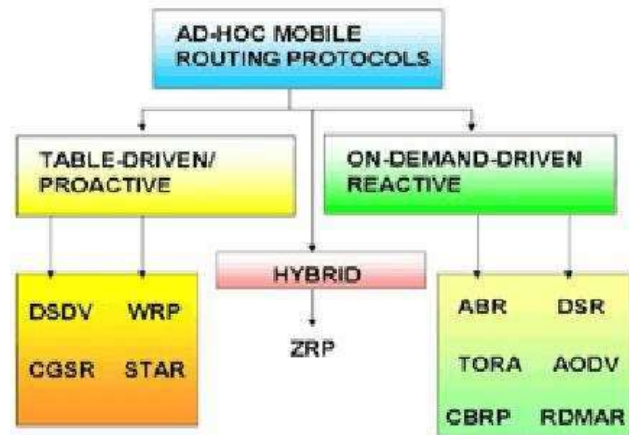 AD-HOC MOBILE
ROUTING PROTOCOLS
TABLE-DRIVEN/
PROACTIVE
ON-DEMAND-DRIVEN
REACTIVE
HYBRID
DSDV WRP
CGSR STAR
ZRP
ABR DSR
TORA AODV
CBRP RDMAR